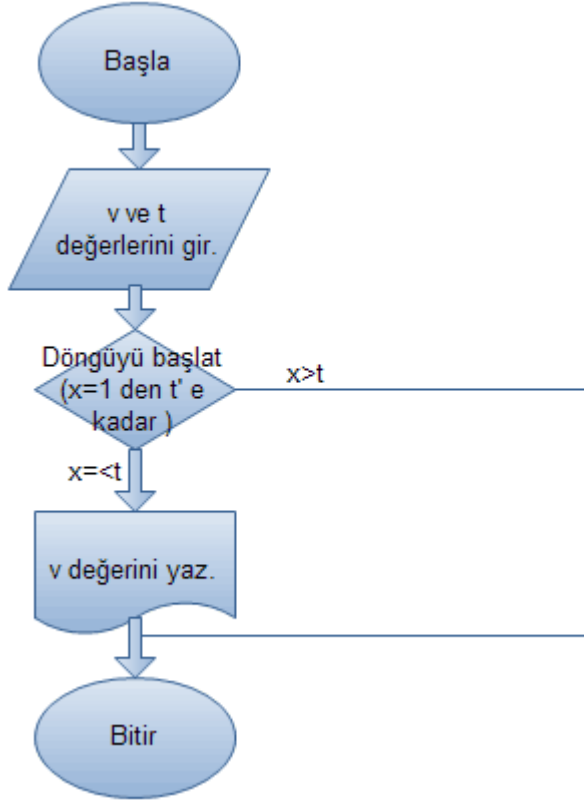 Başla
v ve t
değerlerini gir.
Döngüyü başlat
(x=1 den t' e
kadar )
x>t
x=<t
v değerini yaz.
Bitir